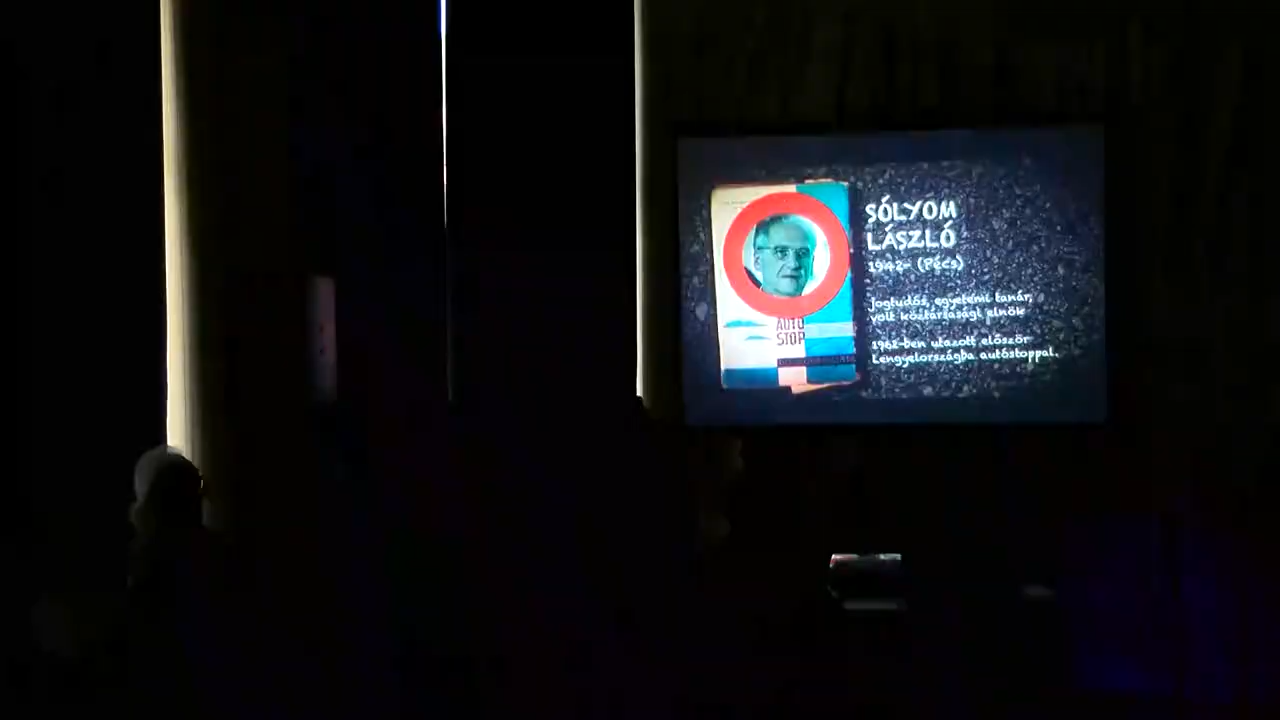 AUTO
STOP
SÓLYOM
LÁSZLÓ
1942- (Pécs)
Jogtudós, egyetemi tanár,
volt köztársasági elnök
1962-ben utazott először
Lengyelországba autóstoppal.